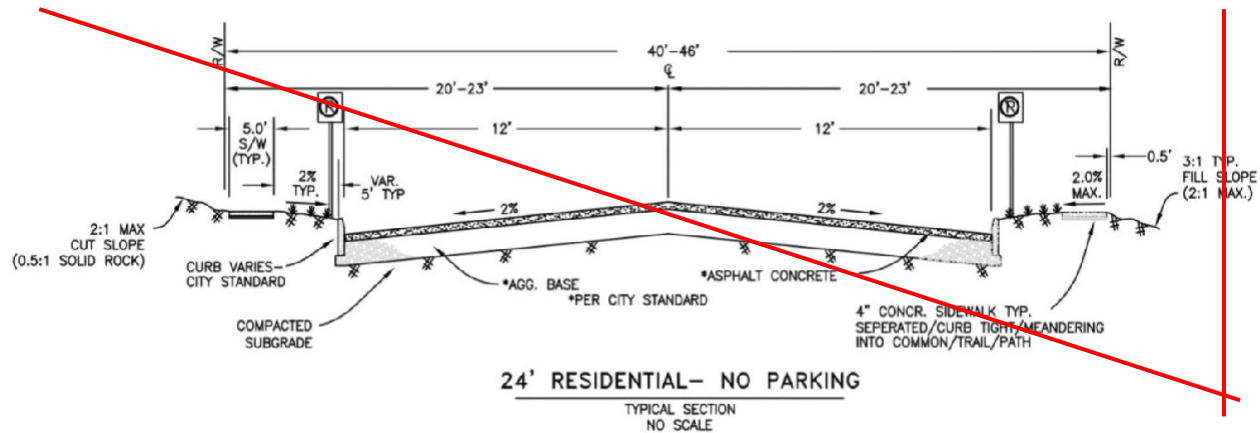 R/W
R/W
40'-46'
℄
20'-23'
20'-23'
R
R
5.0'
S/W
(TYP.)
12'
12'
2%
TYP.
VAR.
5' TYP
2.0%
MAX.
0.5'
3:1 TYP.
FILL SLOPE
(2:1 MAX.)
2%
2%
2:1 MAX
CUT SLOPE
(0.5:1 SOLID ROCK)
CURB VARIES-
CITY STANDARD
*AGG. BASE
*PER CITY STANDARD
*ASPHALT CONCRETE
COMPACTED
SUBGRADE
4" CONCR. SIDEWALK TYP.
SEPERATED/CURB TIGHT/MEANDERING
INTO COMMON/TRAIL/PATH
24' RESIDENTIAL- NO PARKING
TYPICAL SECTION
NO SCALE